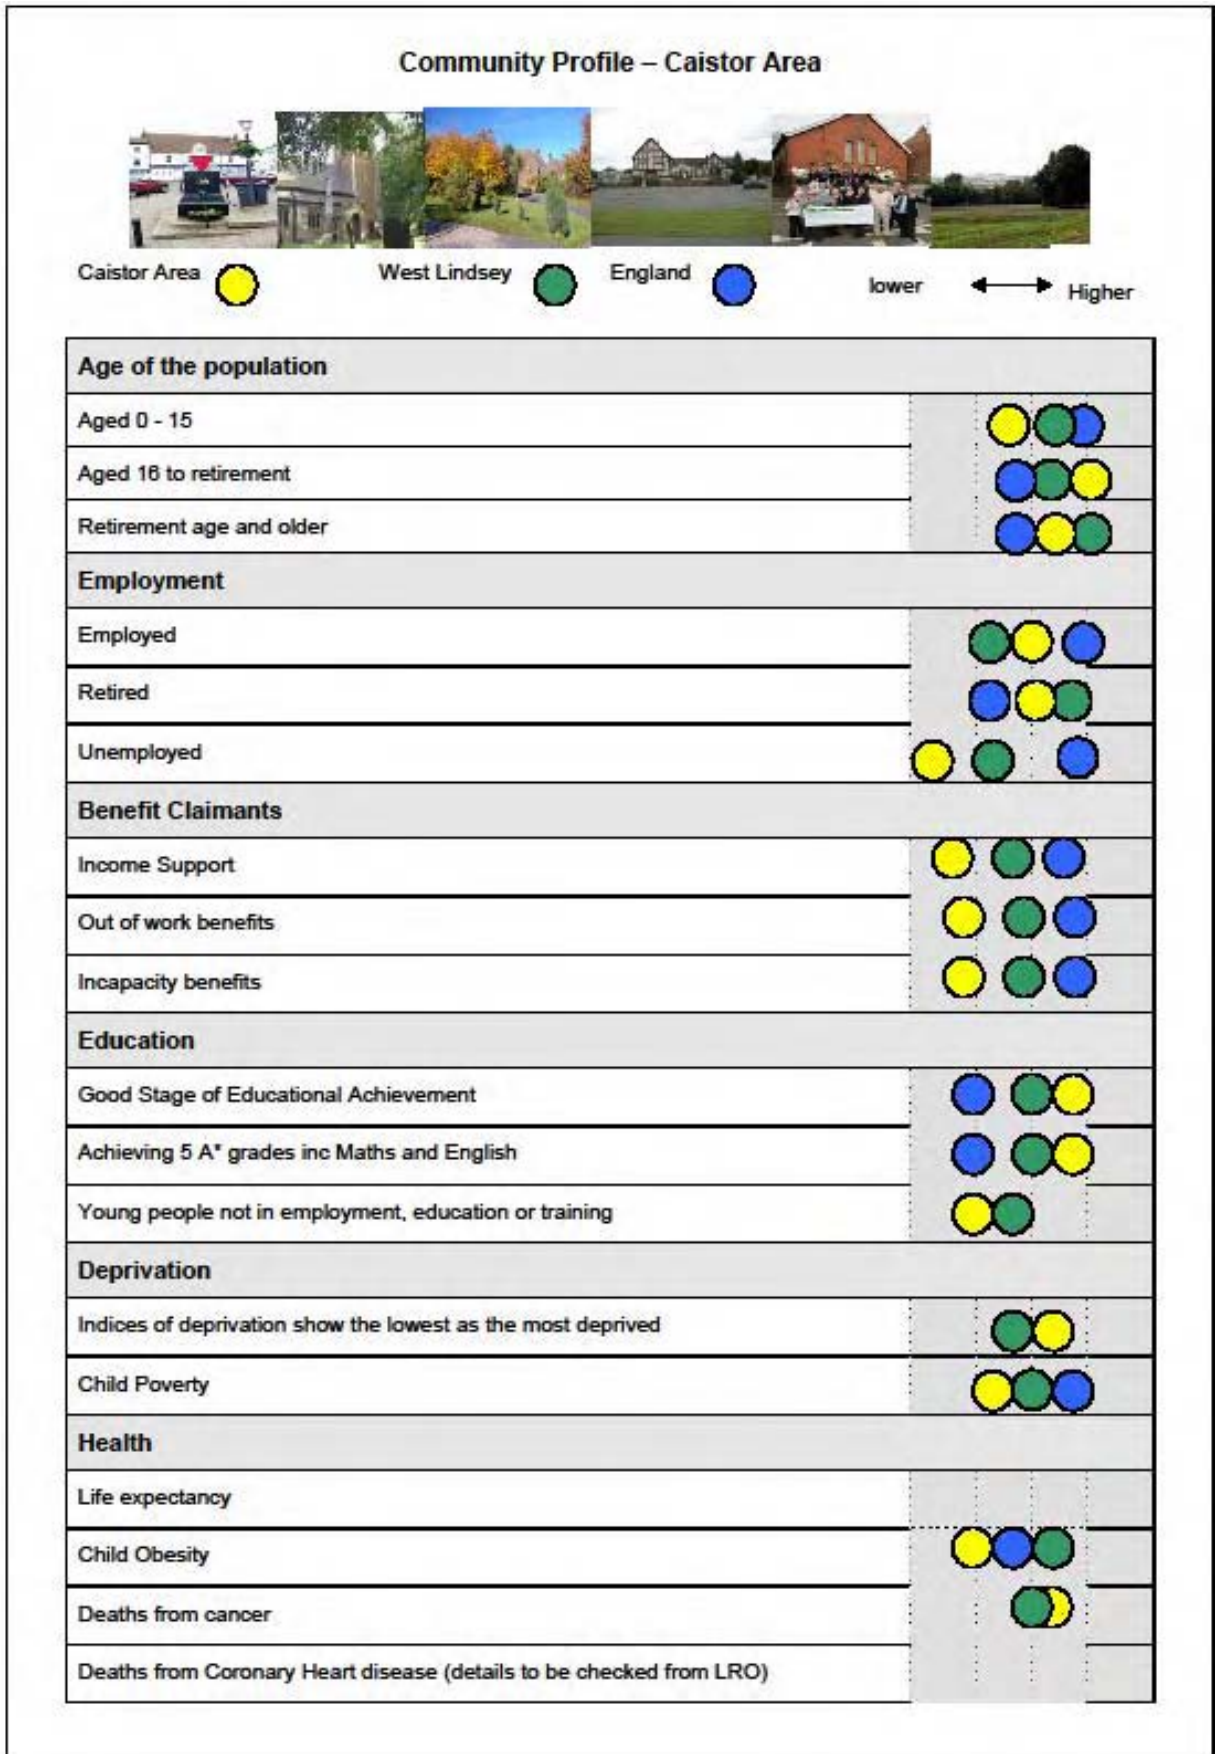 Community Profile – Caistor Area
Caistor Area
West Lindsey
England
lower
Higher
Age of the population
Aged 0 - 15
Aged 16 to retirement
Retirement age and older
Employment
Employed
Retired
Unemployed
Benefit Claimants
Income Support
Out of work benefits
Incapacity benefits
Education
Good Stage of Educational Achievement
Achieving 5 A* grades inc Maths and English
Young people not in employment, education or training
Deprivation
Indices of deprivation show the lowest as the most deprived
Child Poverty
Health
Life expectancy
Child Obesity
Deaths from cancer
Deaths from Coronary Heart disease (details to be checked from LRO)